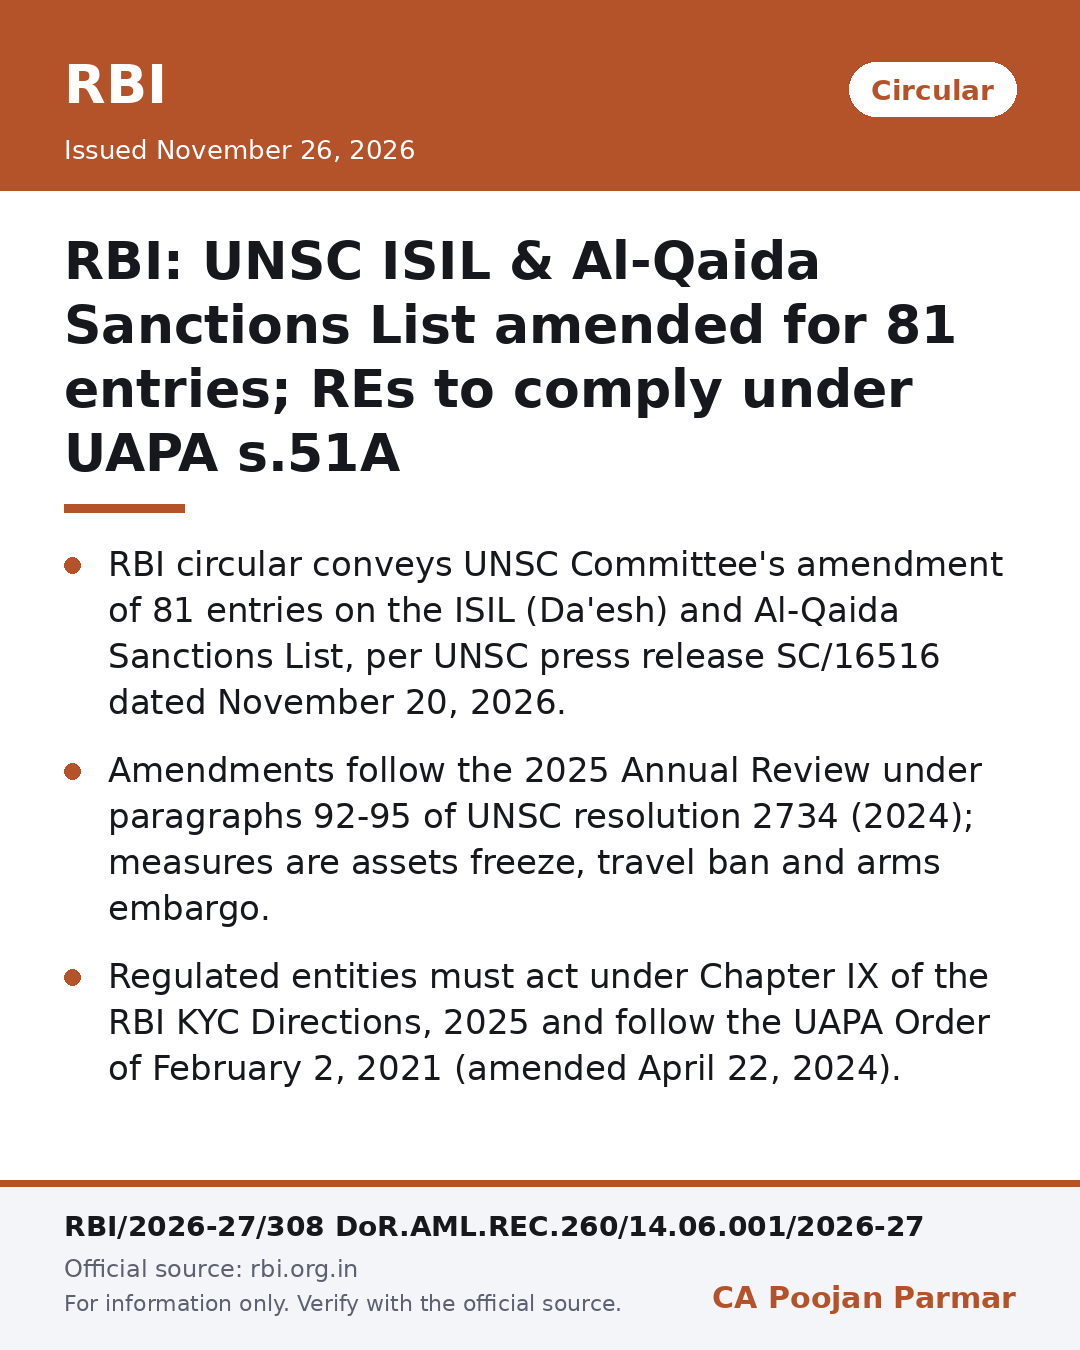 RBI
Circular
Issued November 26, 2026
RBI: UNSC ISIL & Al-Qaida
Sanctions List amended for 81
entries; REs to comply under
UAPA s.51A
RBI circular conveys UNSC Committee's amendment
of 81 entries on the ISIL (Da'esh) and Al-Qaida
Sanctions List, per UNSC press release SC/16516
dated November 20, 2026.
Amendments follow the 2025 Annual Review under
paragraphs 92-95 of UNSC resolution 2734 (2024);
measures are assets freeze, travel ban and arms
embargo.
Regulated entities must act under Chapter IX of the
RBI KYC Directions, 2025 and follow the UAPA Order
of February 2, 2021 (amended April 22, 2024).
RBI/2026-27/308 DoR.AML.REC.260/14.06.001/2026-27
Official source: rbi.org.in
For information only. Verify with the official source.
CA Poojan Parmar